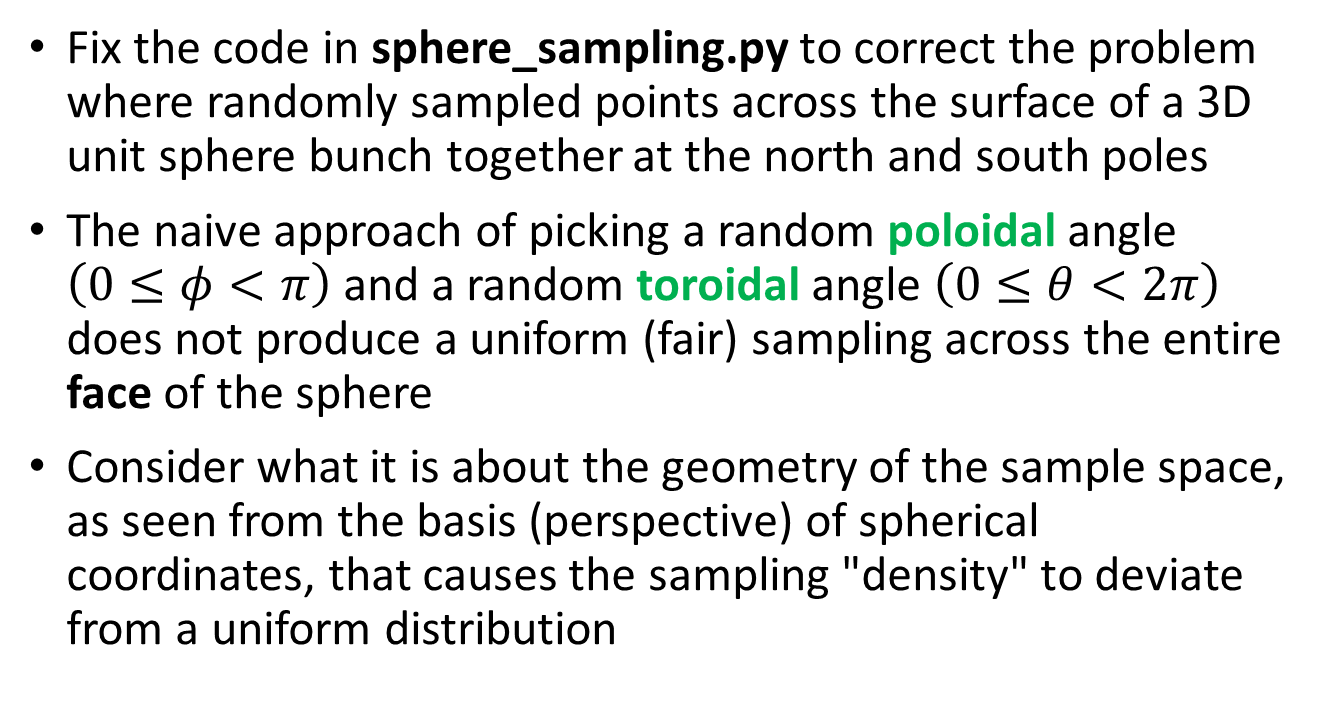 • Fix the code in sphere_sampling.py to correct the problem
where randomly sampled points across the surface of a 3D
unit sphere bunch together at the north and south poles
• The naive approach of picking a random poloidal angle
(0 ≤ ϕ < π) and a random toroidal angle (0 ≤ θ < 2π)
does not produce a uniform (fair) sampling across the entire
face of the sphere
• Consider what it is about the geometry of the sample space,
as seen from the basis (perspective) of spherical
coordinates, that causes the sampling "density" to deviate
from a uniform distribution